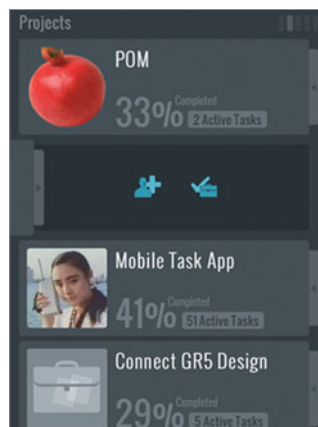 Projects
POM
33% Completed
2 Active Tasks
Mobile Task App
41% Completed
51 Active Tasks
Connect GR5 Design
29% Completed
5 Active Tasks